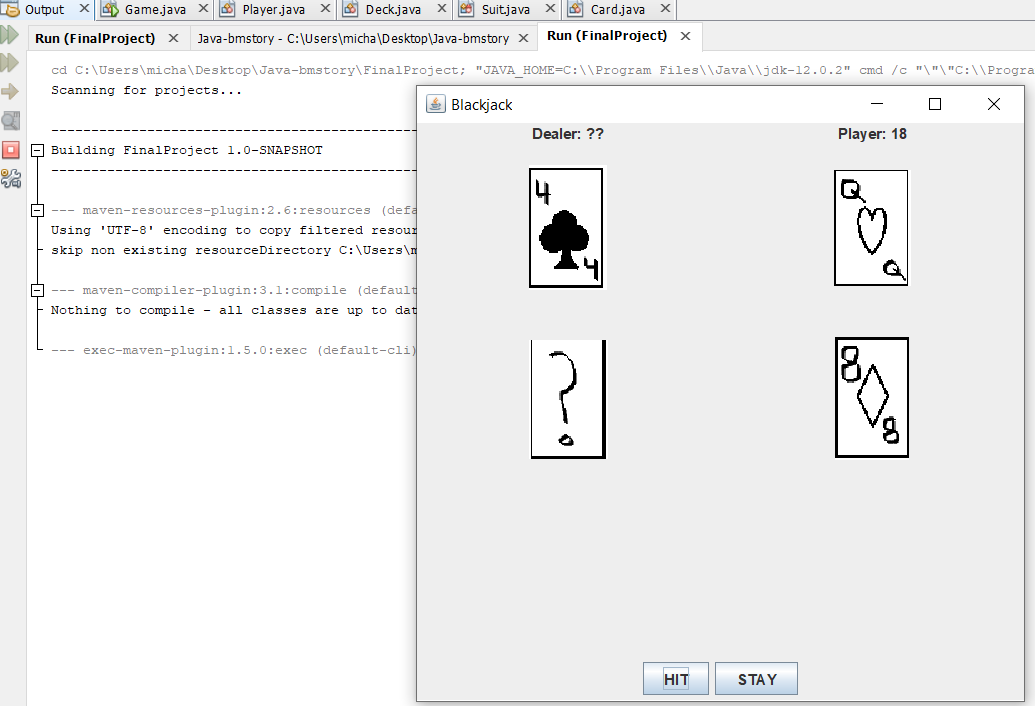 Output Game.java Player.java Deck.java Suit.java Card.java
Run (FinalProject) Java-bmstory - C:\Users\micha\Desktop\Java-bmstory Run (FinalProject)
cd C:\Users\micha\Desktop\Java-bmstory\FinalProject; "JAVA_HOME=C:\\Program Files\\Java\\jdk-12.0.2" cmd /c "\"\"C:\\Progra
Scanning for projects...
------------------------------------------------
Building FinalProject 1.0-SNAPSHOT
------------------------------------------------
--- maven-resources-plugin:2.6:resources (defa
Using 'UTF-8' encoding to copy filtered resour
skip non existing resourceDirectory C:\Users\m
--- maven-compiler-plugin:3.1:compile (default
Nothing to compile - all classes are up to dat
--- exec-maven-plugin:1.5.0:exec (default-cli)
Blackjack
Dealer: ?? Player: 18
4 Q
4 Q
? 8
8
HIT STAY